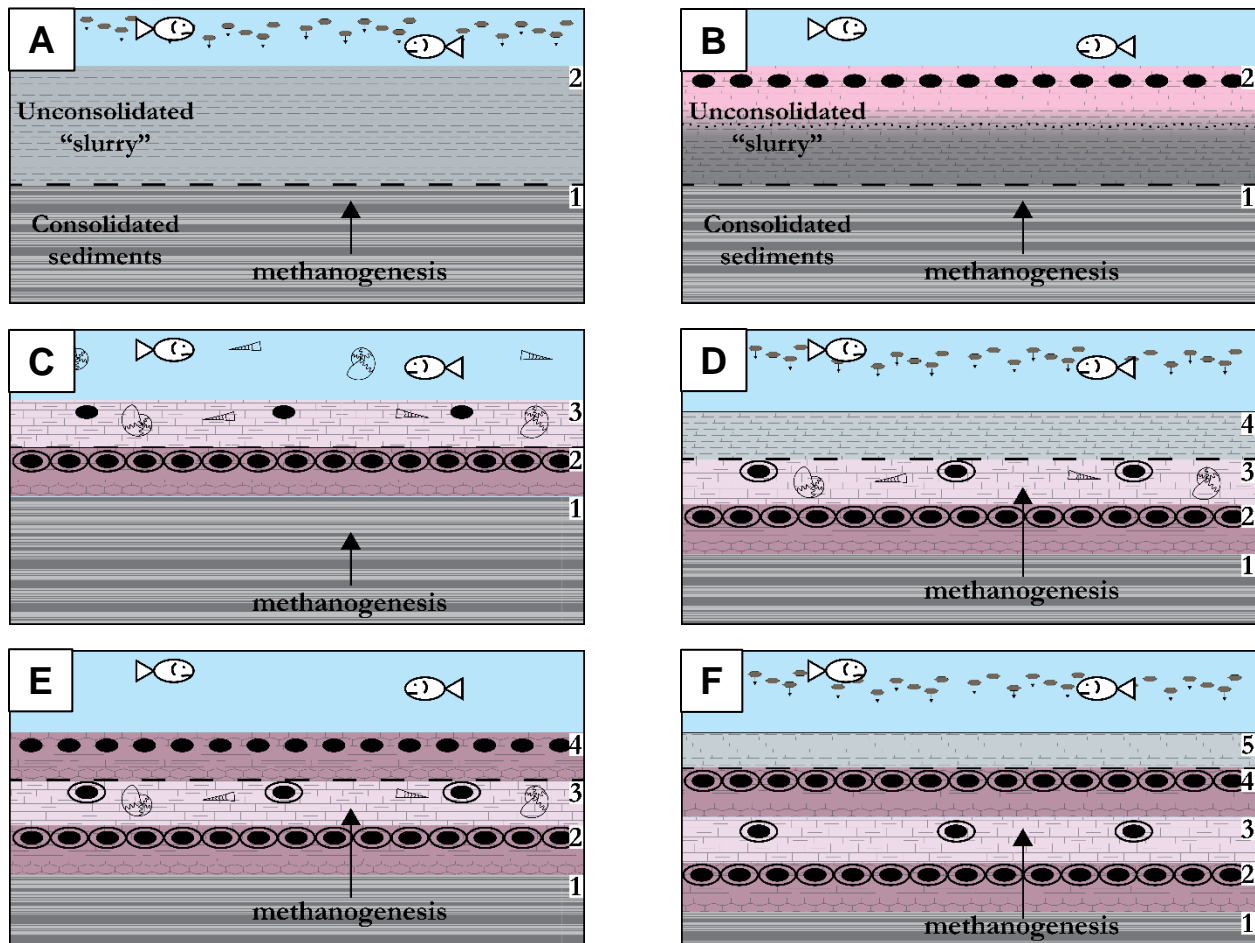 A
2
Unconsolidated
“slurry”
1
Consolidated
sediments
methanogenesis
B
2
Unconsolidated
“slurry”
1
Consolidated
sediments
methanogenesis
C
3
2
1
methanogenesis
D
4
3
2
1
methanogenesis
E
4
3
2
1
methanogenesis
F
5
4
3
2
1
methanogenesis